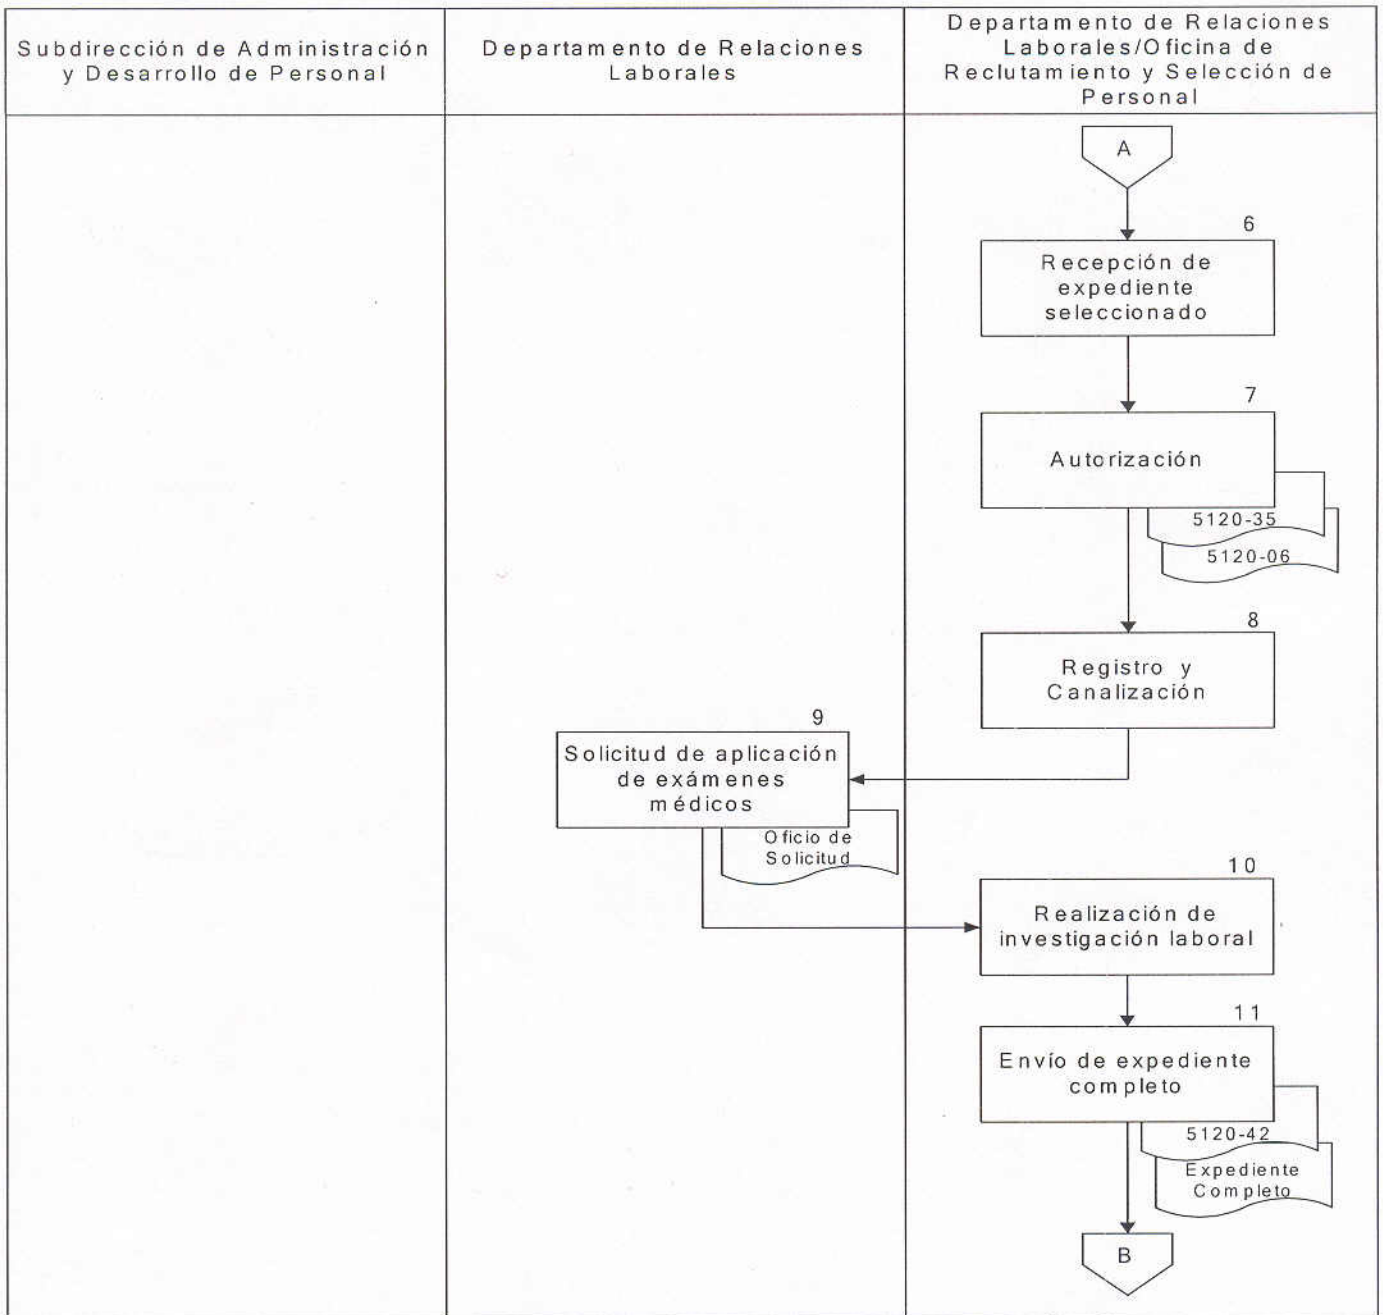 Subdirección de Administración
y Desarrollo de Personal
Departamento de Relaciones
Laborales
Departamento de Relaciones
Laborales/Oficina de
Reclutamiento y Selección de
Personal
A
6
Recepción de
expediente
seleccionado
7
Autorización
5120-35
5120-06
8
Registro y
Canalización
9
Solicitud de aplicación
de exámenes
médicos
Oficio de
Solicitud
10
Realización de
investigación laboral
11
Envío de expediente
completo
5120-42
Expediente
Completo
B